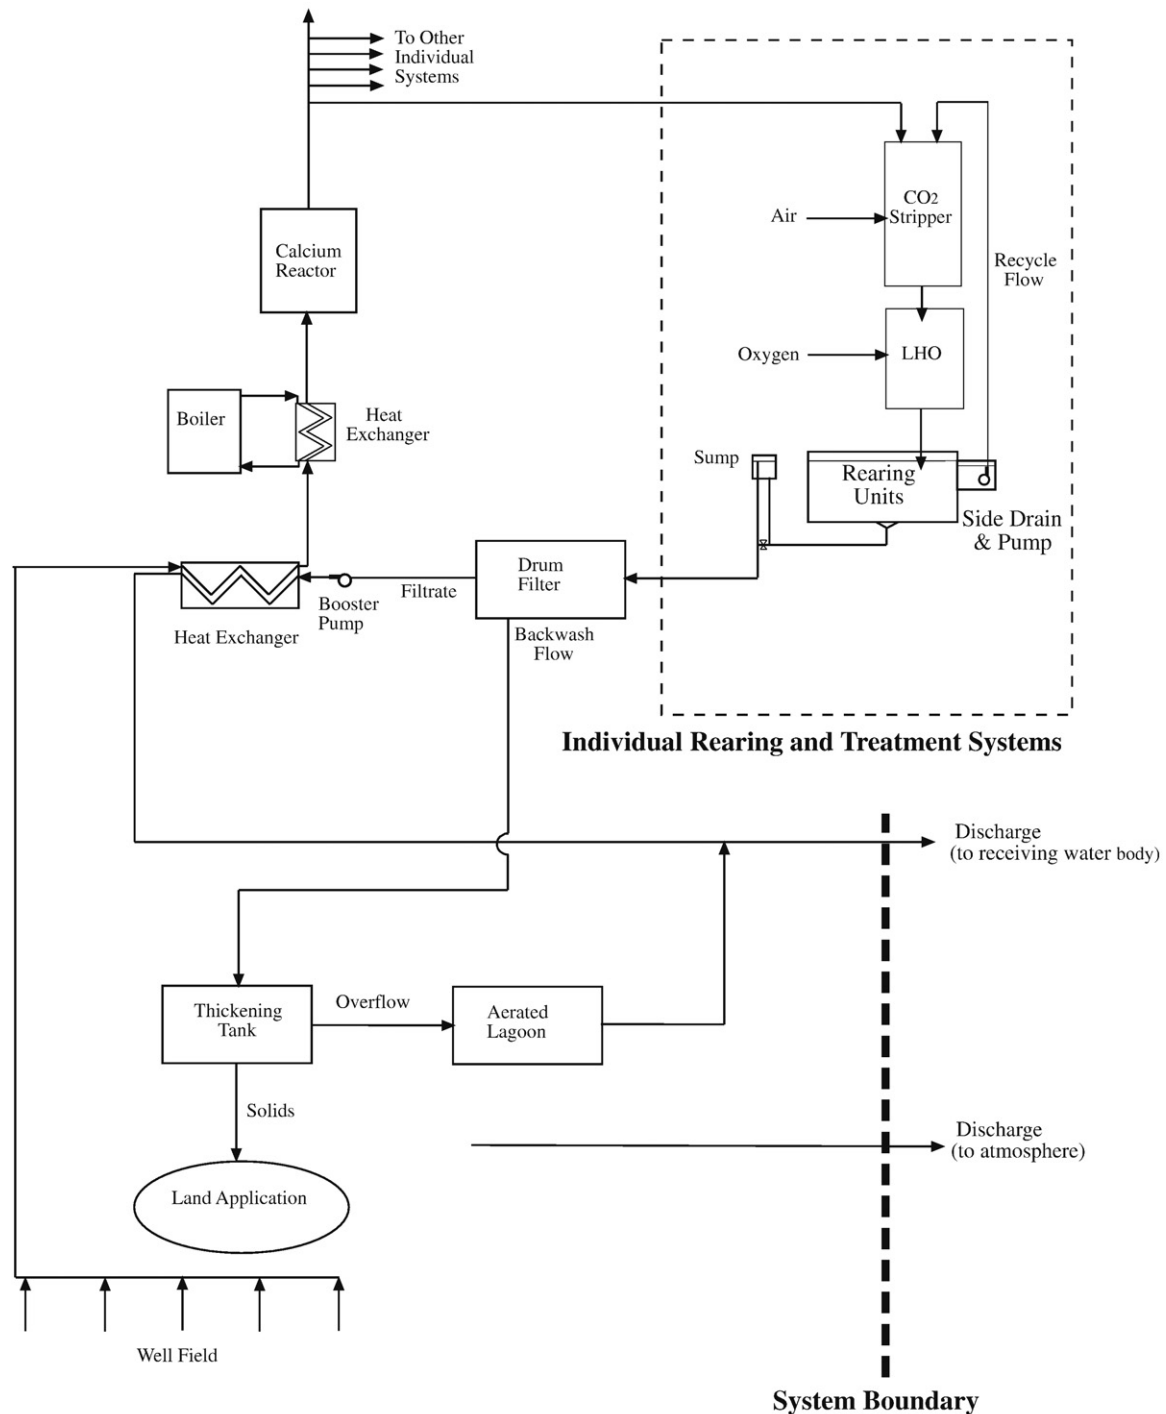 To Other
Individual
Systems
CO2
Stripper
Air
Calcium
Reactor
Recycle
Flow
Oxygen
LHO
Boiler
Heat
Exchanger
Sump
Rearing
Units
Side Drain
& Pump
Drum
Filter
Filtrate
Booster
Pump
Heat Exchanger
Backwash
Flow
Individual Rearing and Treatment Systems
Discharge
(to receiving water body)
Thickening
Tank
Overflow
Aerated
Lagoon
Solids
Discharge
(to atmosphere)
Land Application
Well Field
System Boundary